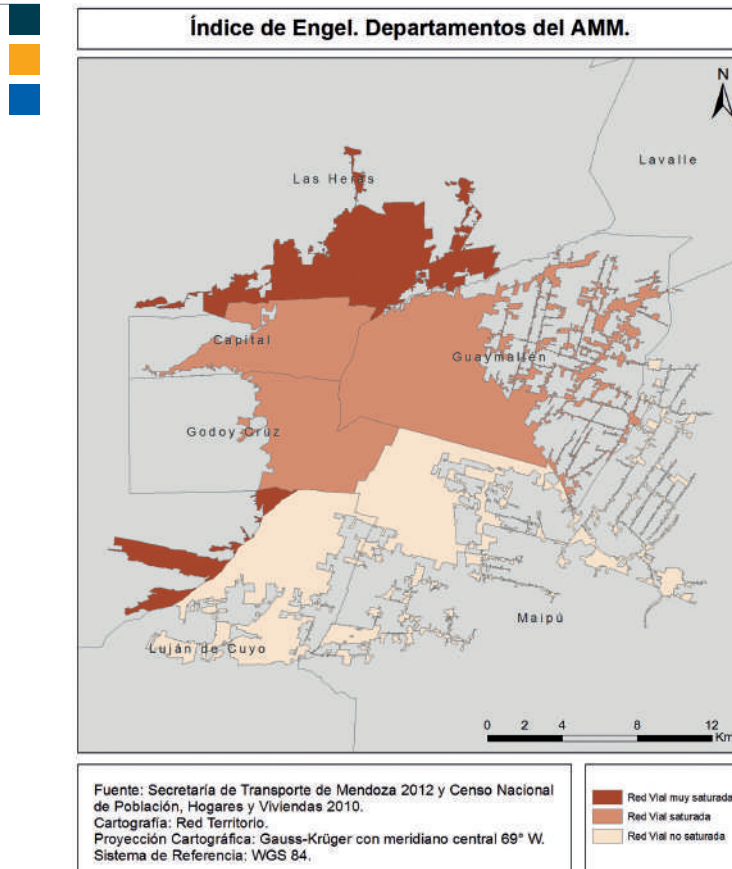 Índice de Engel. Departamentos del AMM.
N
Lavalle
Las Heras
Capital
Guaymallén
Godoy Cruz
Maipú
Luján de Cuyo
0 2 4 8 12
Km
Fuente: Secretaría de Transporte de Mendoza 2012 y Censo Nacional
de Población, Hogares y Viviendas 2010.
Cartografía: Red Territorio.
Proyección Cartográfica: Gauss-Krüger con meridiano central 69° W.
Sistema de Referencia: WGS 84.
Red Vial muy saturada
Red Vial saturada
Red Vial no saturada